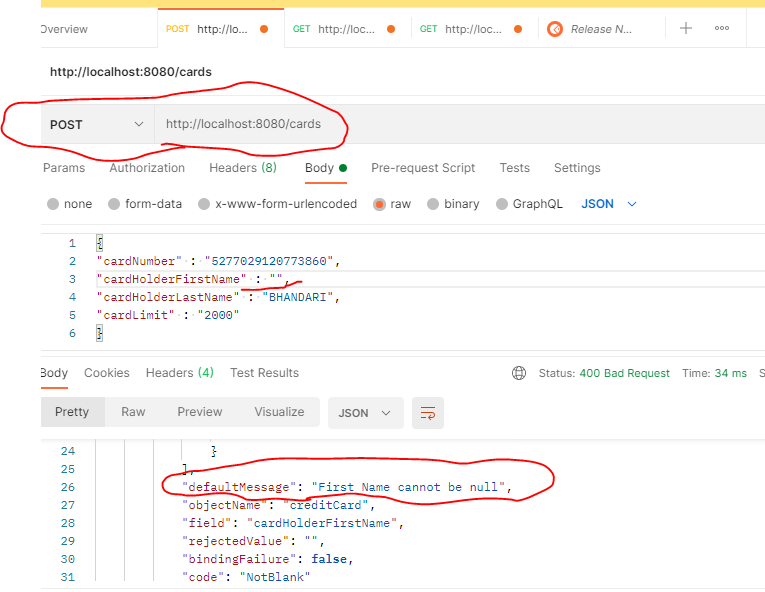 Overview POST http://lo... GET http://loc... GET http://loc... Release N...
http://localhost:8080/cards
POST http://localhost:8080/cards
Params Authorization Headers (8) Body Pre-request Script Tests Settings
none form-data x-www-form-urlencoded raw binary GraphQL JSON
1 {
2 "cardNumber" : "5277029120773860",
3 "cardHolderFirstName" : "",
4 "cardHolderLastName" : "BHANDARI",
5 "cardLimit" : "2000"
6 }
Body Cookies Headers (4) Test Results Status: 400 Bad Request Time: 34 ms S
Pretty Raw Preview Visualize JSON
24 }
25 ],
26 "defaultMessage": "First Name cannot be null",
27 "objectName": "creditCard",
28 "field": "cardHolderFirstName",
29 "rejectedValue": "",
30 "bindingFailure": false,
31 "code": "NotBlank"